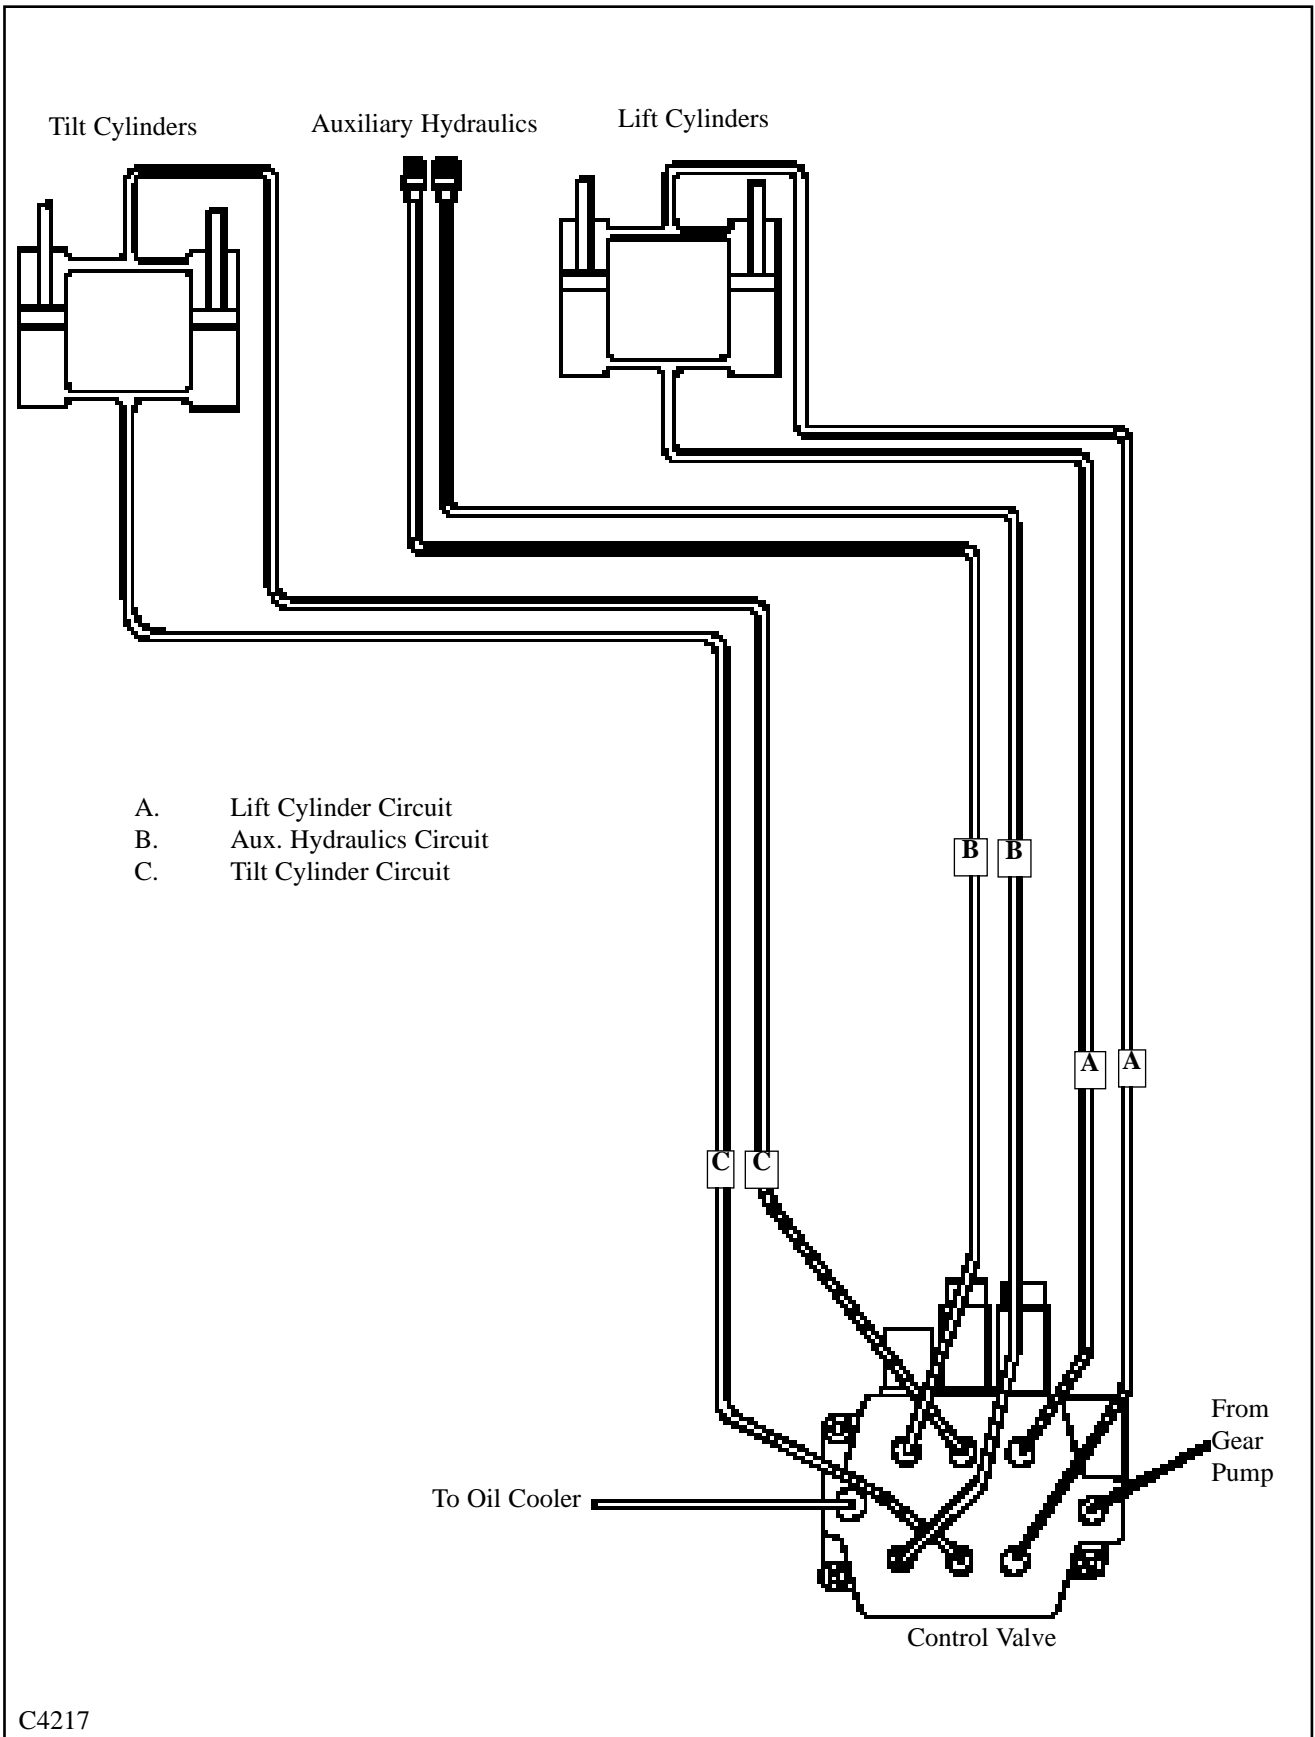 Tilt Cylinders
Auxiliary Hydraulics
Lift Cylinders
A. Lift Cylinder Circuit
B. Aux. Hydraulics Circuit
C. Tilt Cylinder Circuit
B
B
A
A
C
C
From
Gear
Pump
To Oil Cooler
Control Valve
C4217